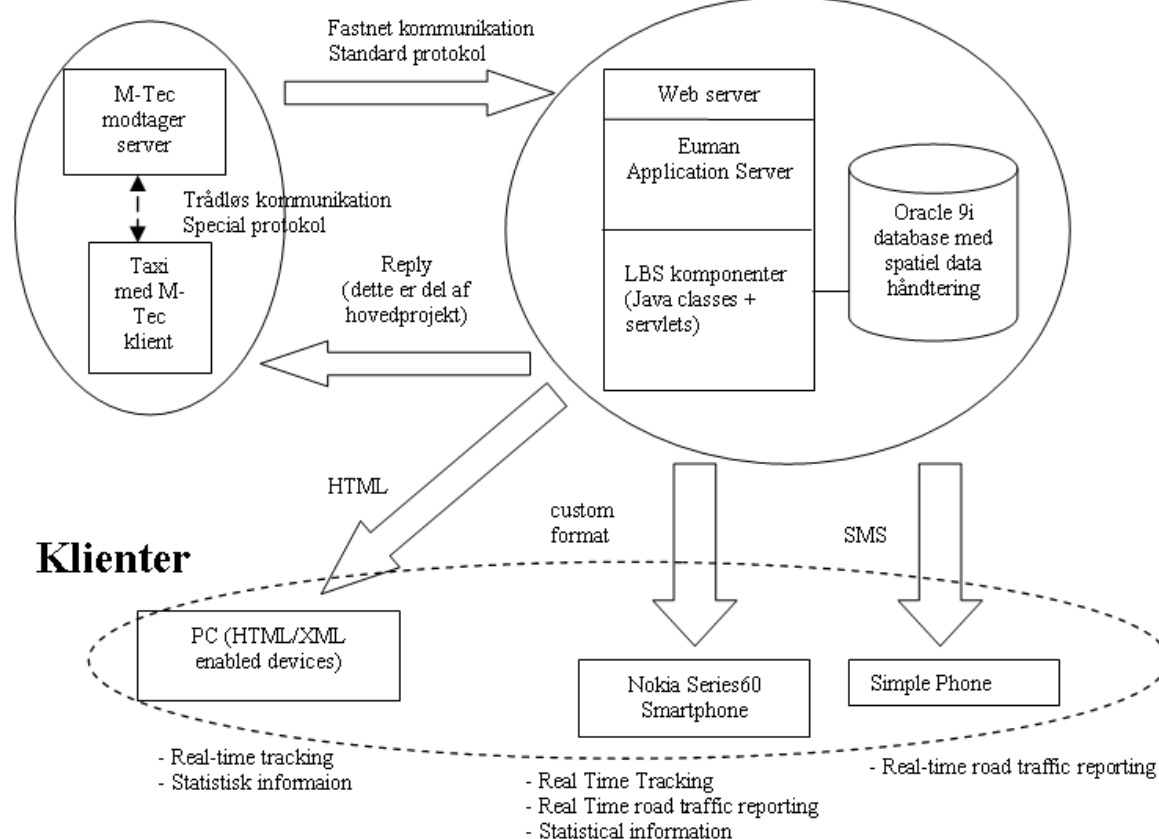 Fastnet kommunikation
Standard protokol
M-Tec
modtager
server
Trådløs kommunikation
Special protokol
Taxi
med M-
Tec
klient
Reply
(dette er del af
hovedprojekt)
Web server
Euman
Application Server
LBS komponenter
(Java classes +
servlets)
Oracle 9i
database med
spatiel data
håndtering
HTML
custom
format
SMS
Klienter
PC (HTML/XML
enabled devices)
Nokia Series60
Smartphone
Simple Phone
- Real-time tracking
- Statistisk informaion
- Real Time Tracking
- Real Time road traffic reporting
- Statistical information
- Real-time road traffic reporting